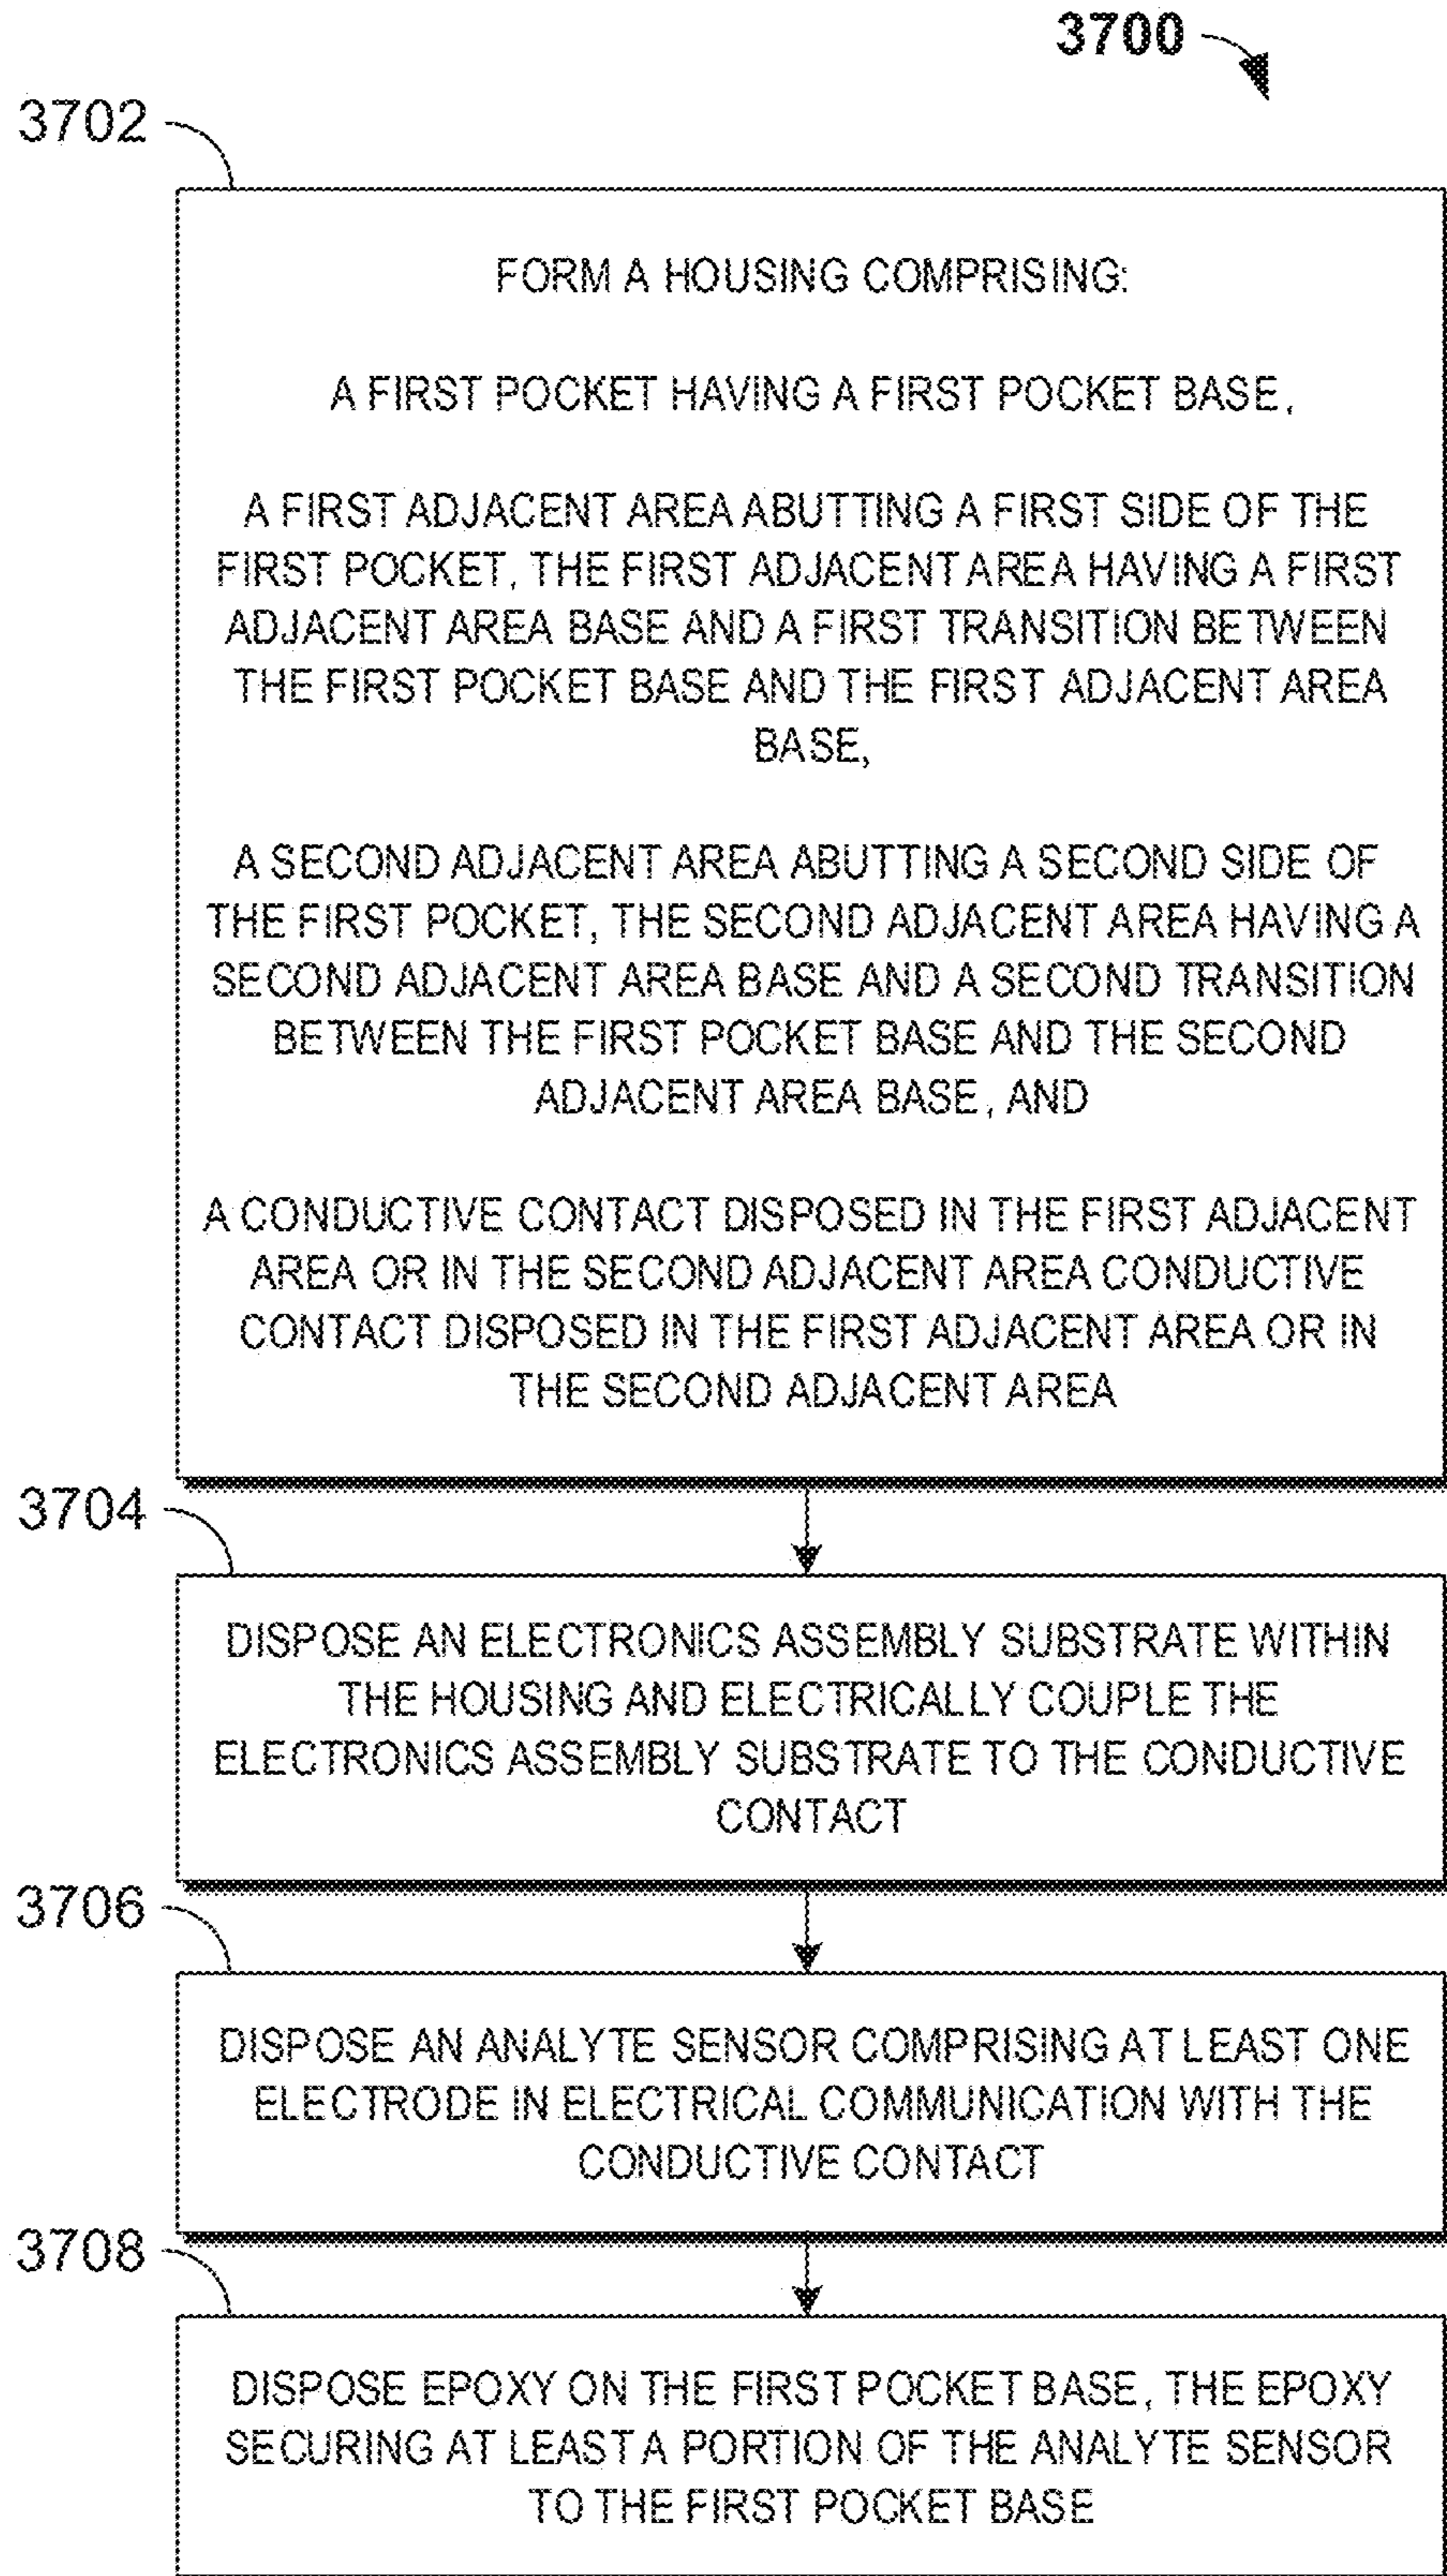 3700
3702
FORM A HOUSING COMPRISING:
A FIRST POCKET HAVING A FIRST POCKET BASE,
A FIRST ADJACENT AREA ABUTTING A FIRST SIDE OF THE
FIRST POCKET, THE FIRST ADJACENT AREA HAVING A FIRST
ADJACENT AREA BASE AND A FIRST TRANSITION BETWEEN
THE FIRST POCKET BASE AND THE FIRST ADJACENT AREA
BASE,
A SECOND ADJACENT AREA ABUTTING A SECOND SIDE OF
THE FIRST POCKET, THE SECOND ADJACENT AREA HAVING A
SECOND ADJACENT AREA BASE AND A SECOND TRANSITION
BETWEEN THE FIRST POCKET BASE AND THE SECOND
ADJACENT AREA BASE, AND
A CONDUCTIVE CONTACT DISPOSED IN THE FIRST ADJACENT
AREA OR IN THE SECOND ADJACENT AREA CONDUCTIVE
CONTACT DISPOSED IN THE FIRST ADJACENT AREA OR IN
THE SECOND ADJACENT AREA
3704
DISPOSE AN ELECTRONICS ASSEMBLY SUBSTRATE WITHIN
THE HOUSING AND ELECTRICALLY COUPLE THE
ELECTRONICS ASSEMBLY SUBSTRATE TO THE CONDUCTIVE
CONTACT
3706
DISPOSE AN ANALYTE SENSOR COMPRISING AT LEAST ONE
ELECTRODE IN ELECTRICAL COMMUNICATION WITH THE
CONDUCTIVE CONTACT
3708
DISPOSE EPOXY ON THE FIRST POCKET BASE, THE EPOXY
SECURING AT LEAST A PORTION OF THE ANALYTE SENSOR
TO THE FIRST POCKET BASE